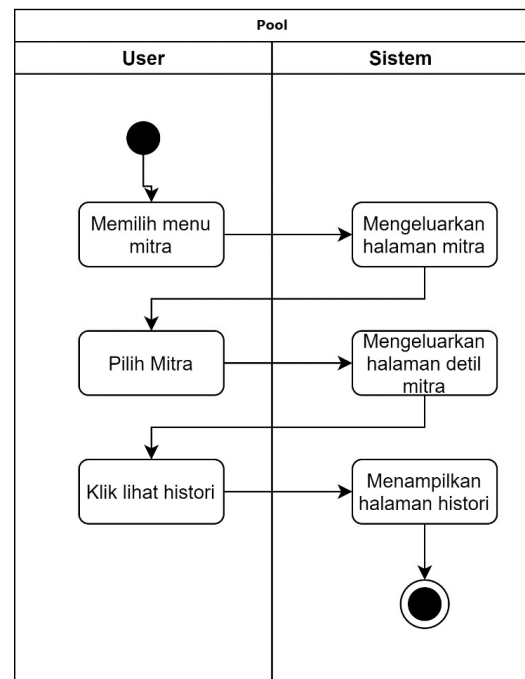 Pool
User
Sistem
Memilih menu
mitra
Mengeluarkan
halaman mitra
Pilih Mitra
Mengeluarkan
halaman detil
mitra
Klik lihat histori
Menampilkan
halaman histori